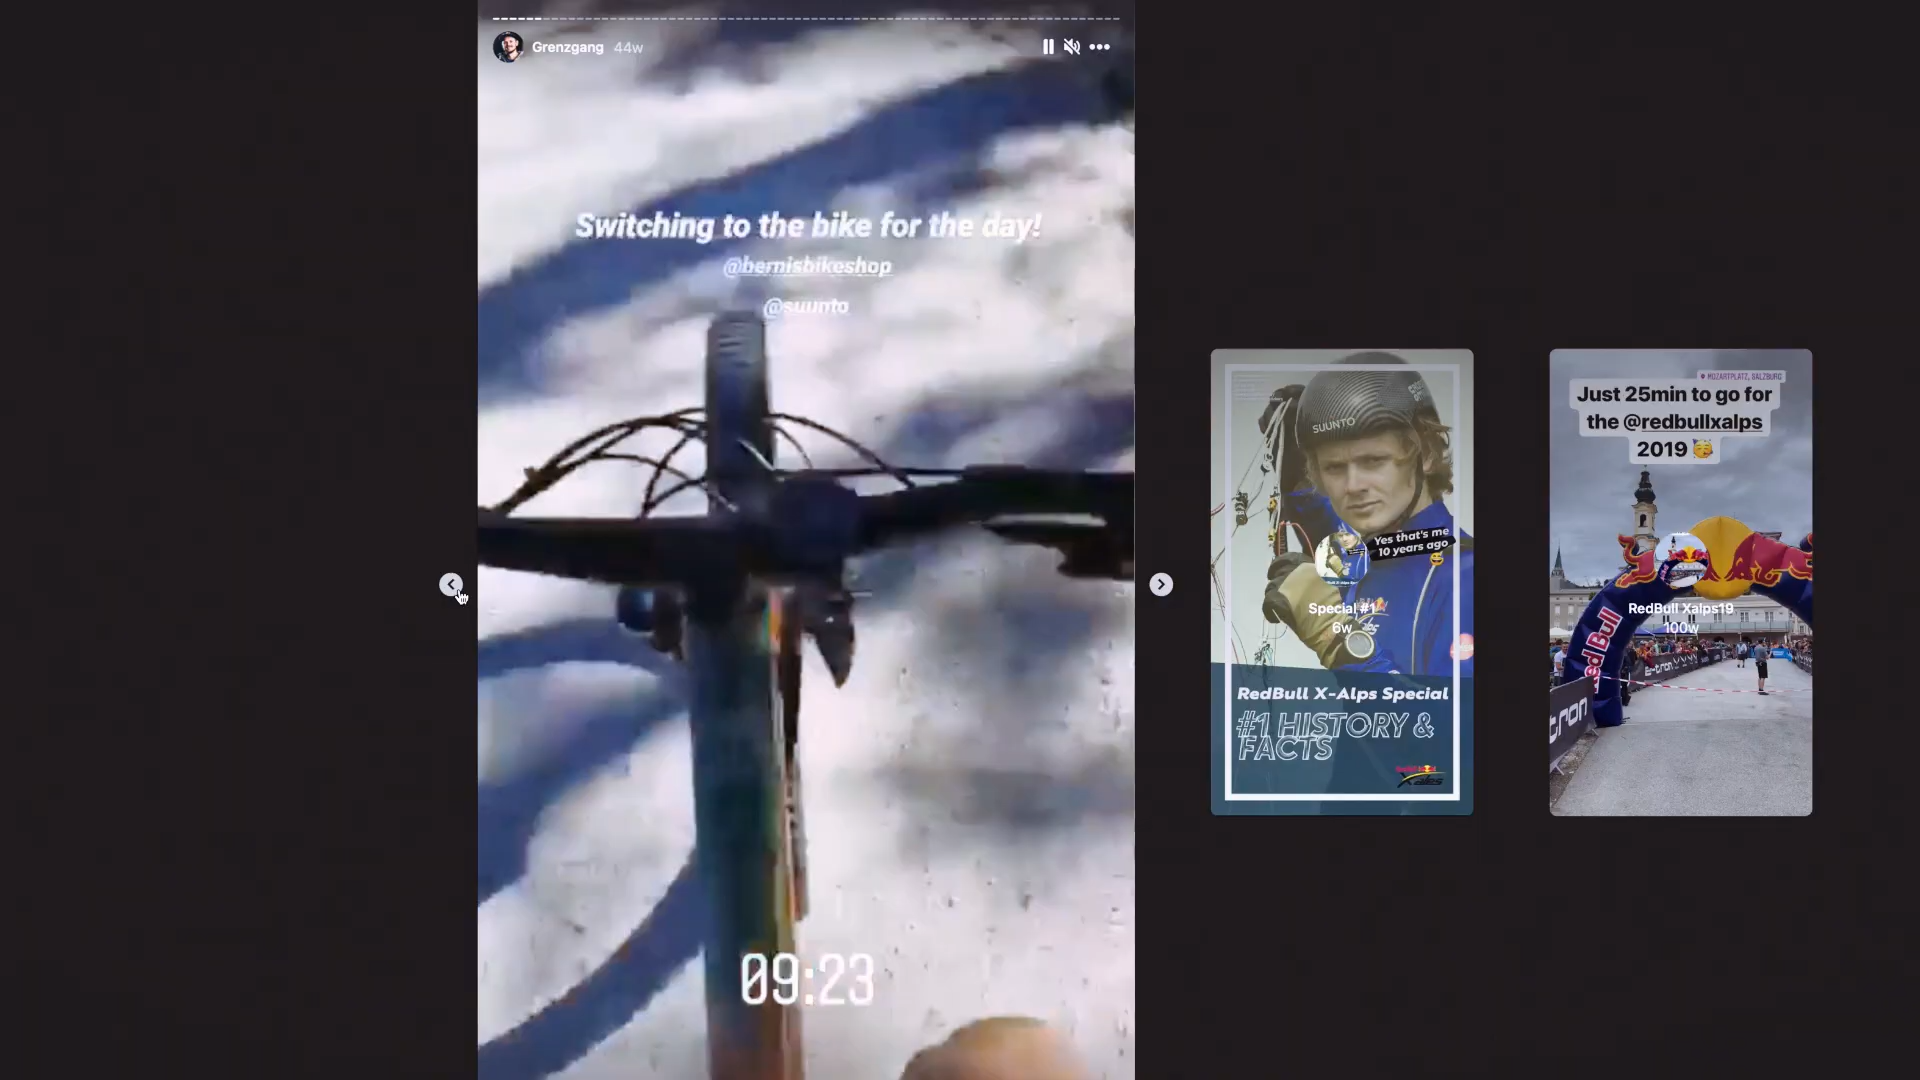 Grenzgang 44w
Switching to the bike for the day!
@bernisbikeshop
@suunto
09:23
SUUNTO
Yes that's me
10 years ago
Special #1
6w
RedBull X-Alps Special
#1 HISTORY &
FACTS
MOZARTPLATZ, SALZBURG
Just 25min to go for
the @redbullxalps
2019
RedBull Xalps19
100w
Red Bull
e-tron
tron